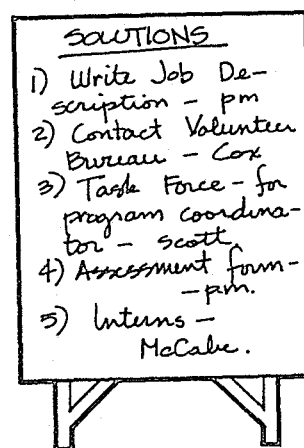 SOLUTIONS
1) Write Job De-
scription - pm
2) Contact Volunteer
Bureau - Cox
3) Task Force - for
program coordina-
tor - Scott
4) Assessment form-
- pm.
5) Interns -
McCabe.